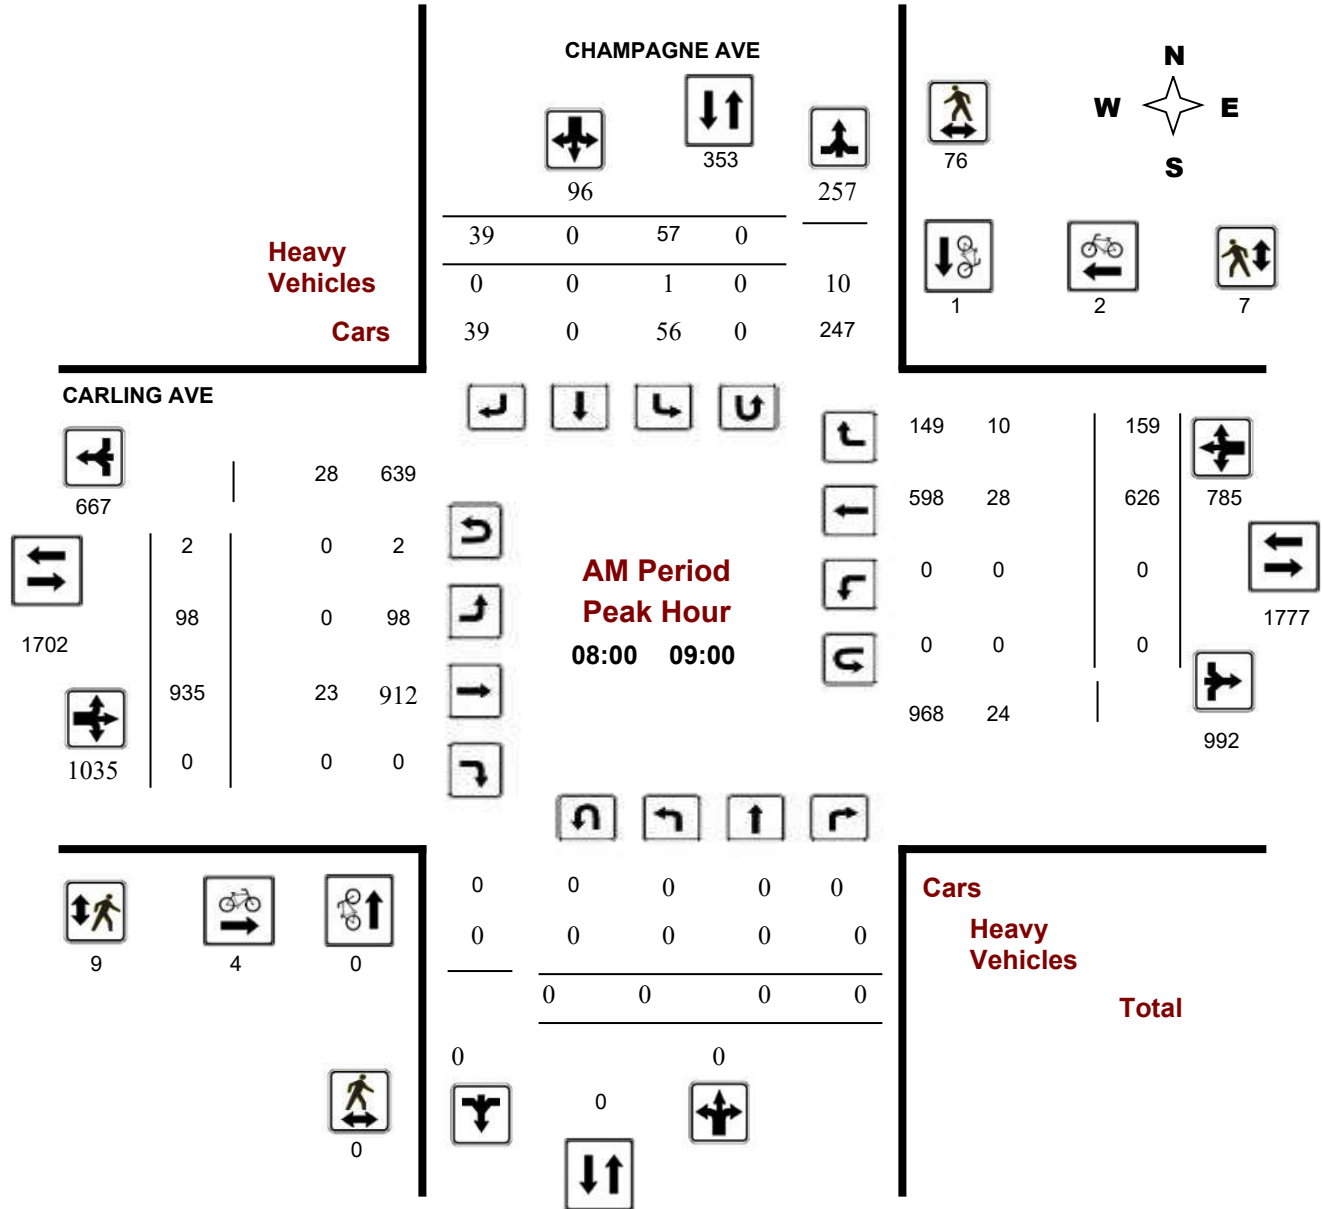 CHAMPAGNE AVE
N
W E
S
353
76
96
257
39 0 57 0
Heavy
Vehicles
0 0 1 0 10
1 2 7
Cars
39 0 56 0 247
CARLING AVE
149 10 159
28 639
667
598 28 626 785
2 0 2
AM Period
0 0 0
Peak Hour
98 0 98
1777
1702
08:00 09:00
0 0 0
935 23 912
968 24
992
1035
0 0 0
0 0 0 0 0
Cars
0 0 0 0 0
Heavy
Vehicles
9 4 0
0 0 0 0
Total
0 0
0
0